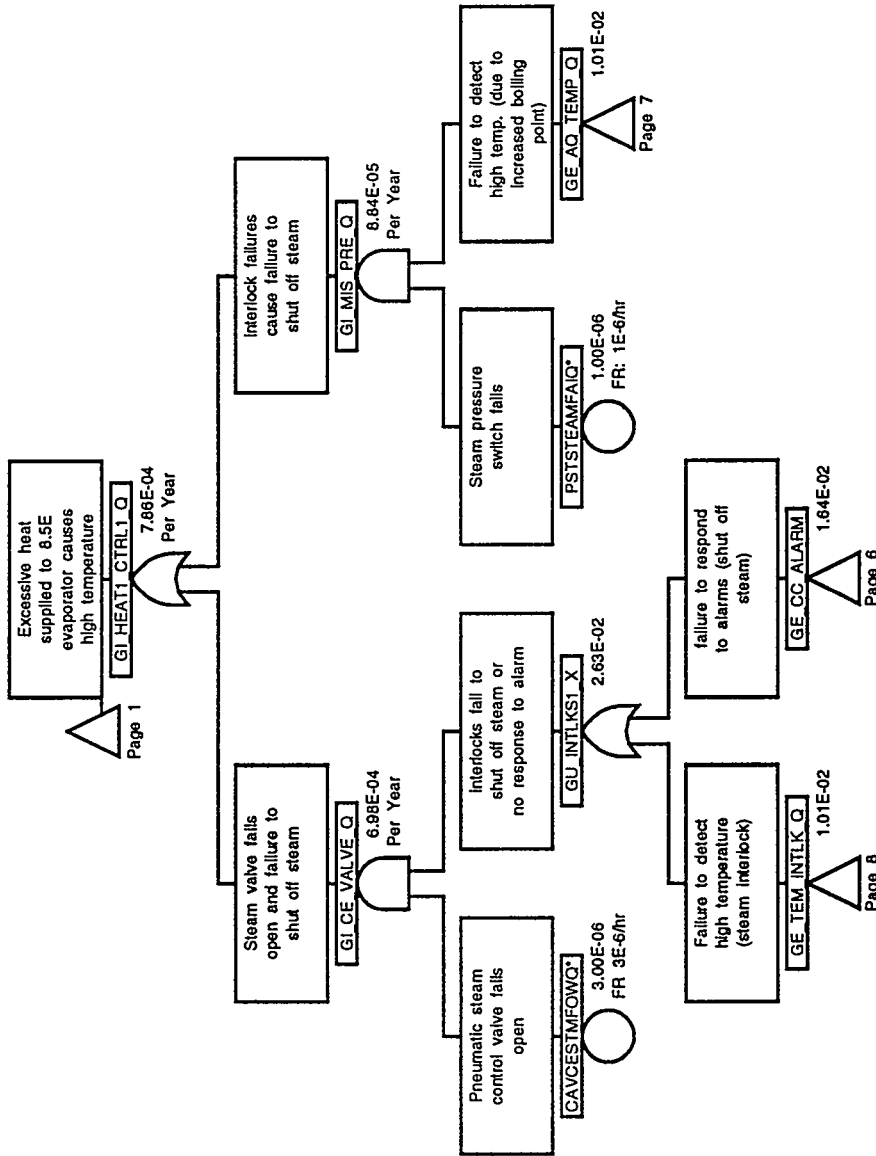 Excessive heat
supplied to 8.5E
evaporator causes
high temperature
GI_HEAT1_CTRL1_Q
7.86E-04
Per Year
Page 1
Steam valve fails
open and failure to
shut off steam
GI_CE_VALVE_Q
6.98E-04
Per Year
Interlock failures
cause failure to
shut off steam
GI_MIS_PRE_Q
8.84E-05
Per Year
Pneumatic steam
control valve fails
open
CAVCESTMFOWQ*
3.00E-06
FR 3E-6/hr
interlocks fail to
shut off steam or
no response to alarm
GU_INTLKS1_X
2.63E-02
Steam pressure
switch fails
PSTSTEAMFAIQ*
1.00E-06
FR: 1E-6/hr
Failure to detect
high temp. (due to
Increased boiling
point)
GE_AQ_TEMP_Q
1.01E-02
Page 7
Failure to detect
high temperature
(steam interlock)
GE_TEM_INTLK_Q
1.01E-02
Page 8
failure to respond
to alarms (shut off
steam)
GE_CC_ALARM
1.64E-02
Page 6